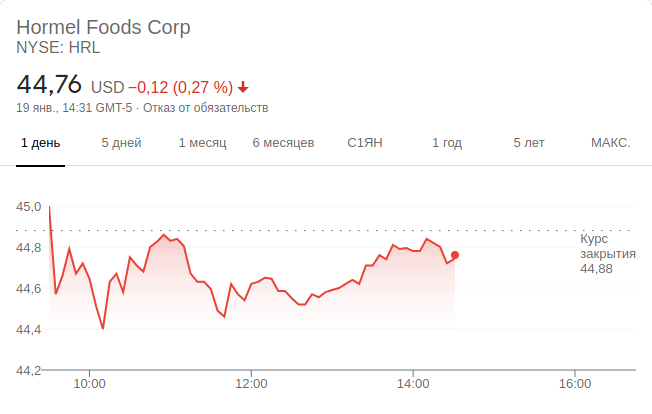 Hormel Foods Corp
NYSE: HRL
44,76 USD −0,12 (0,27 %)
19 янв., 14:31 GMT-5 · Отказ от обязательств
1 день 5 дней 1 месяц 6 месяцев С1ЯН 1 год 5 лет МАКС.
45,0
44,8
44,6
44,4
44,2
Курс
закрытия
44,88
10:00 12:00 14:00 16:00